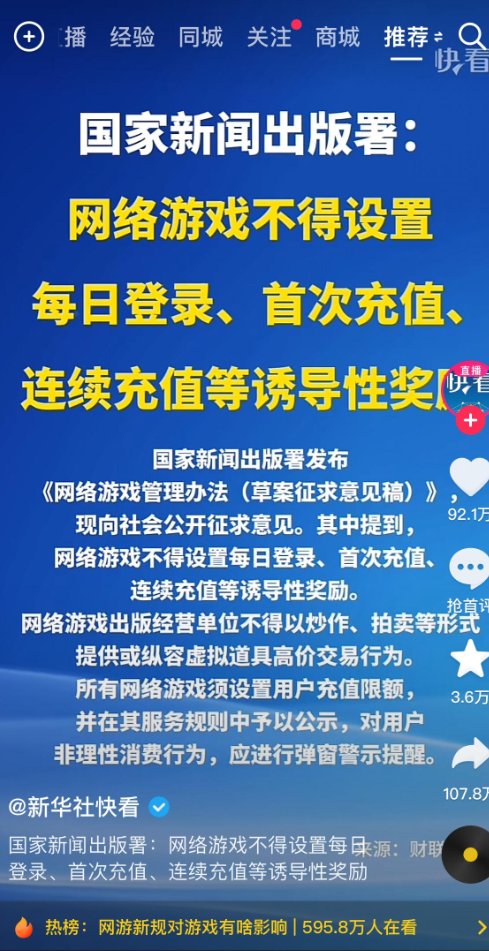 直播 经验 同城 关注 商城 推荐
快看
国家新闻出版署：
网络游戏不得设置
每日登录、首次充值、
连续充值等诱导性奖励
直播
快看
国家新闻出版署发布
《网络游戏管理办法（草案征求意见稿）》，
现向社会公开征求意见。其中提到，
网络游戏不得设置每日登录、首次充值、
连续充值等诱导性奖励。
网络游戏出版经营单位不得以炒作、拍卖等形式
提供或纵容虚拟道具高价交易行为。
所有网络游戏须设置用户充值限额，
并在其服务规则中予以公示，对用户
非理性消费行为，应进行弹窗警示提醒。
92.1万
抢首评
3.6万
107.8万
@新华社快看
国家新闻出版署：网络游戏不得设置每日
登录、首次充值、连续充值等诱导性奖励
来源：财联
热榜：网游新规对游戏有啥影响 | 595.8万人在看